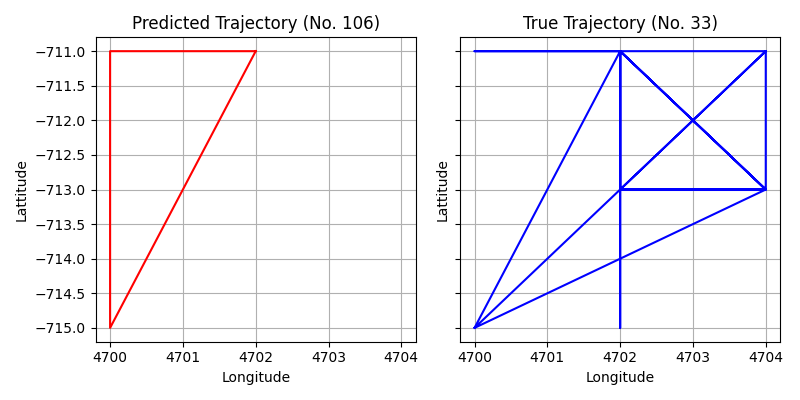 Predicted Trajectory (No. 106)
True Trajectory (No. 33)
−711.0
−711.5
−712.0
−712.5
−713.0
−713.5
−714.0
−714.5
−715.0
Lattitude
Lattitude
4700 4701 4702 4703 4704
4700 4701 4702 4703 4704
Longitude
Longitude